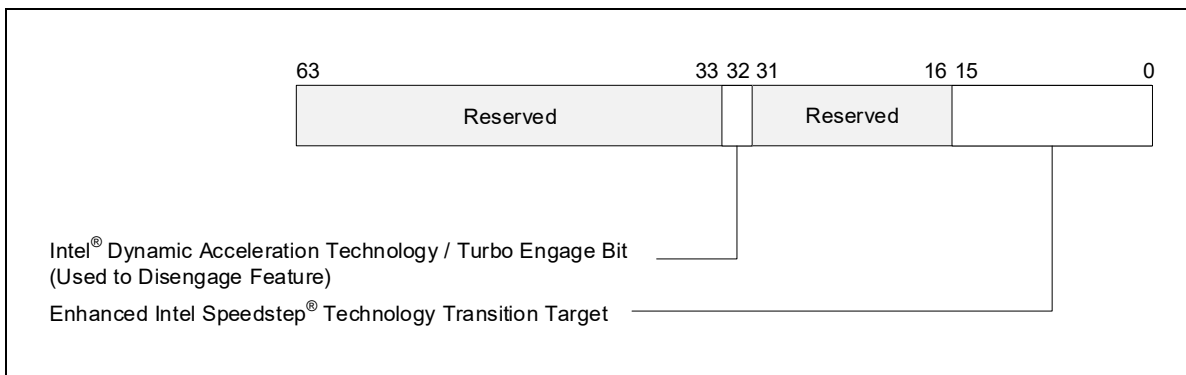 63 33 32 31 16 15 0
Reserved Reserved
Intel® Dynamic Acceleration Technology / Turbo Engage Bit
(Used to Disengage Feature)
Enhanced Intel Speedstep® Technology Transition Target